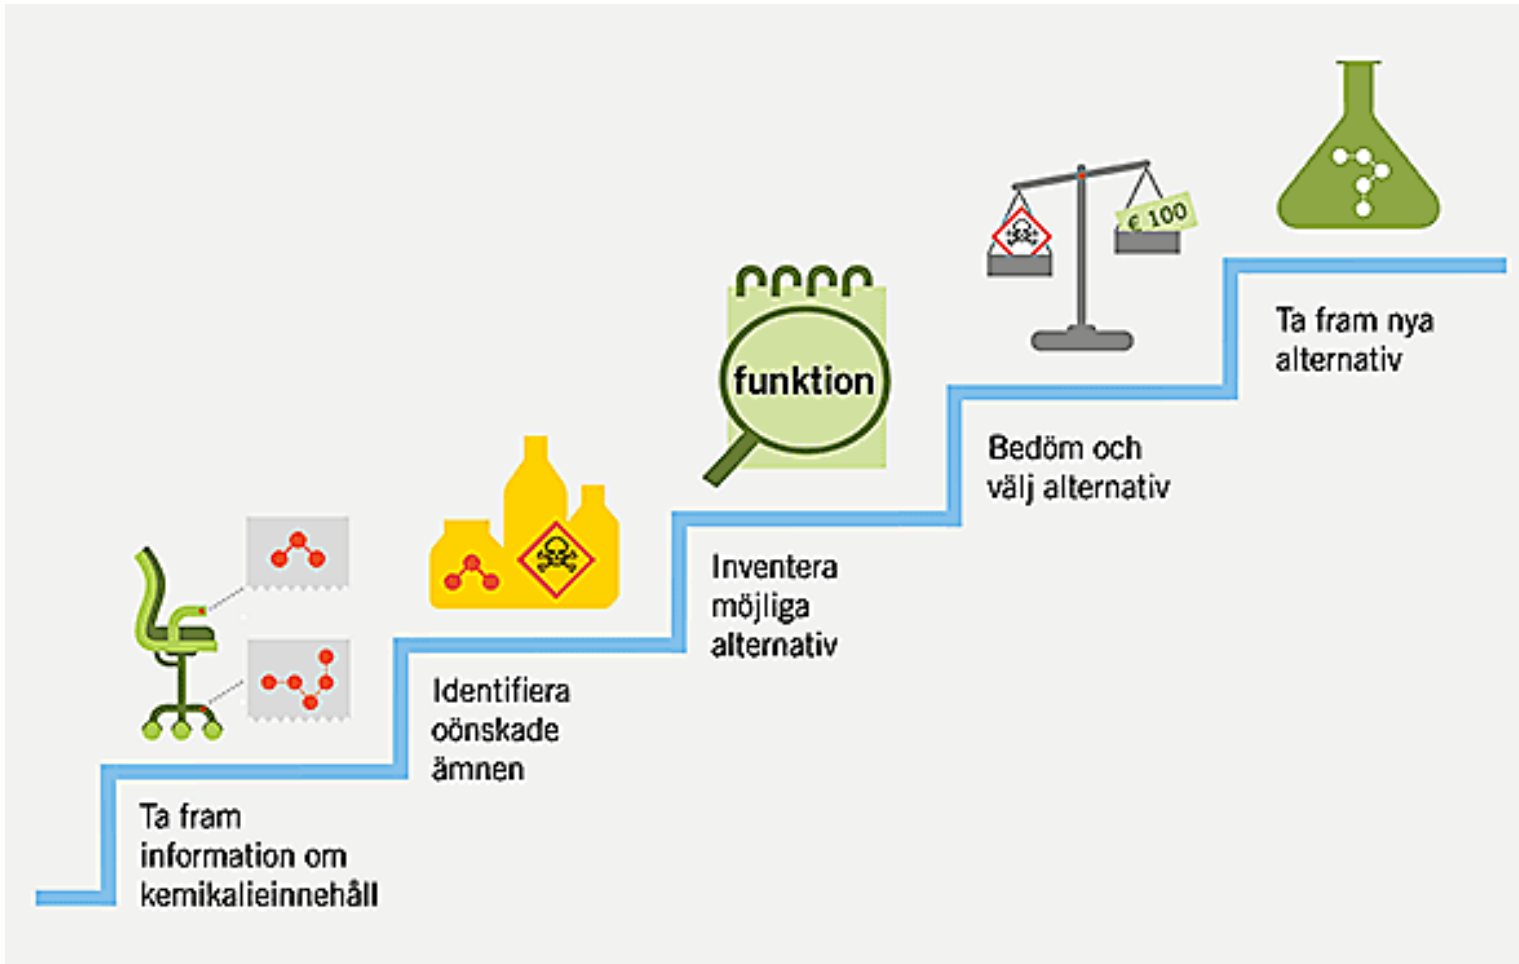 Ta fram
information om
kemikalieinnehåll
Identifiera
oönskade
ämnen
funktion
Inventera
möjliga
alternativ
€ 100
Bedöm och
välj alternativ
Ta fram nya
alternativ